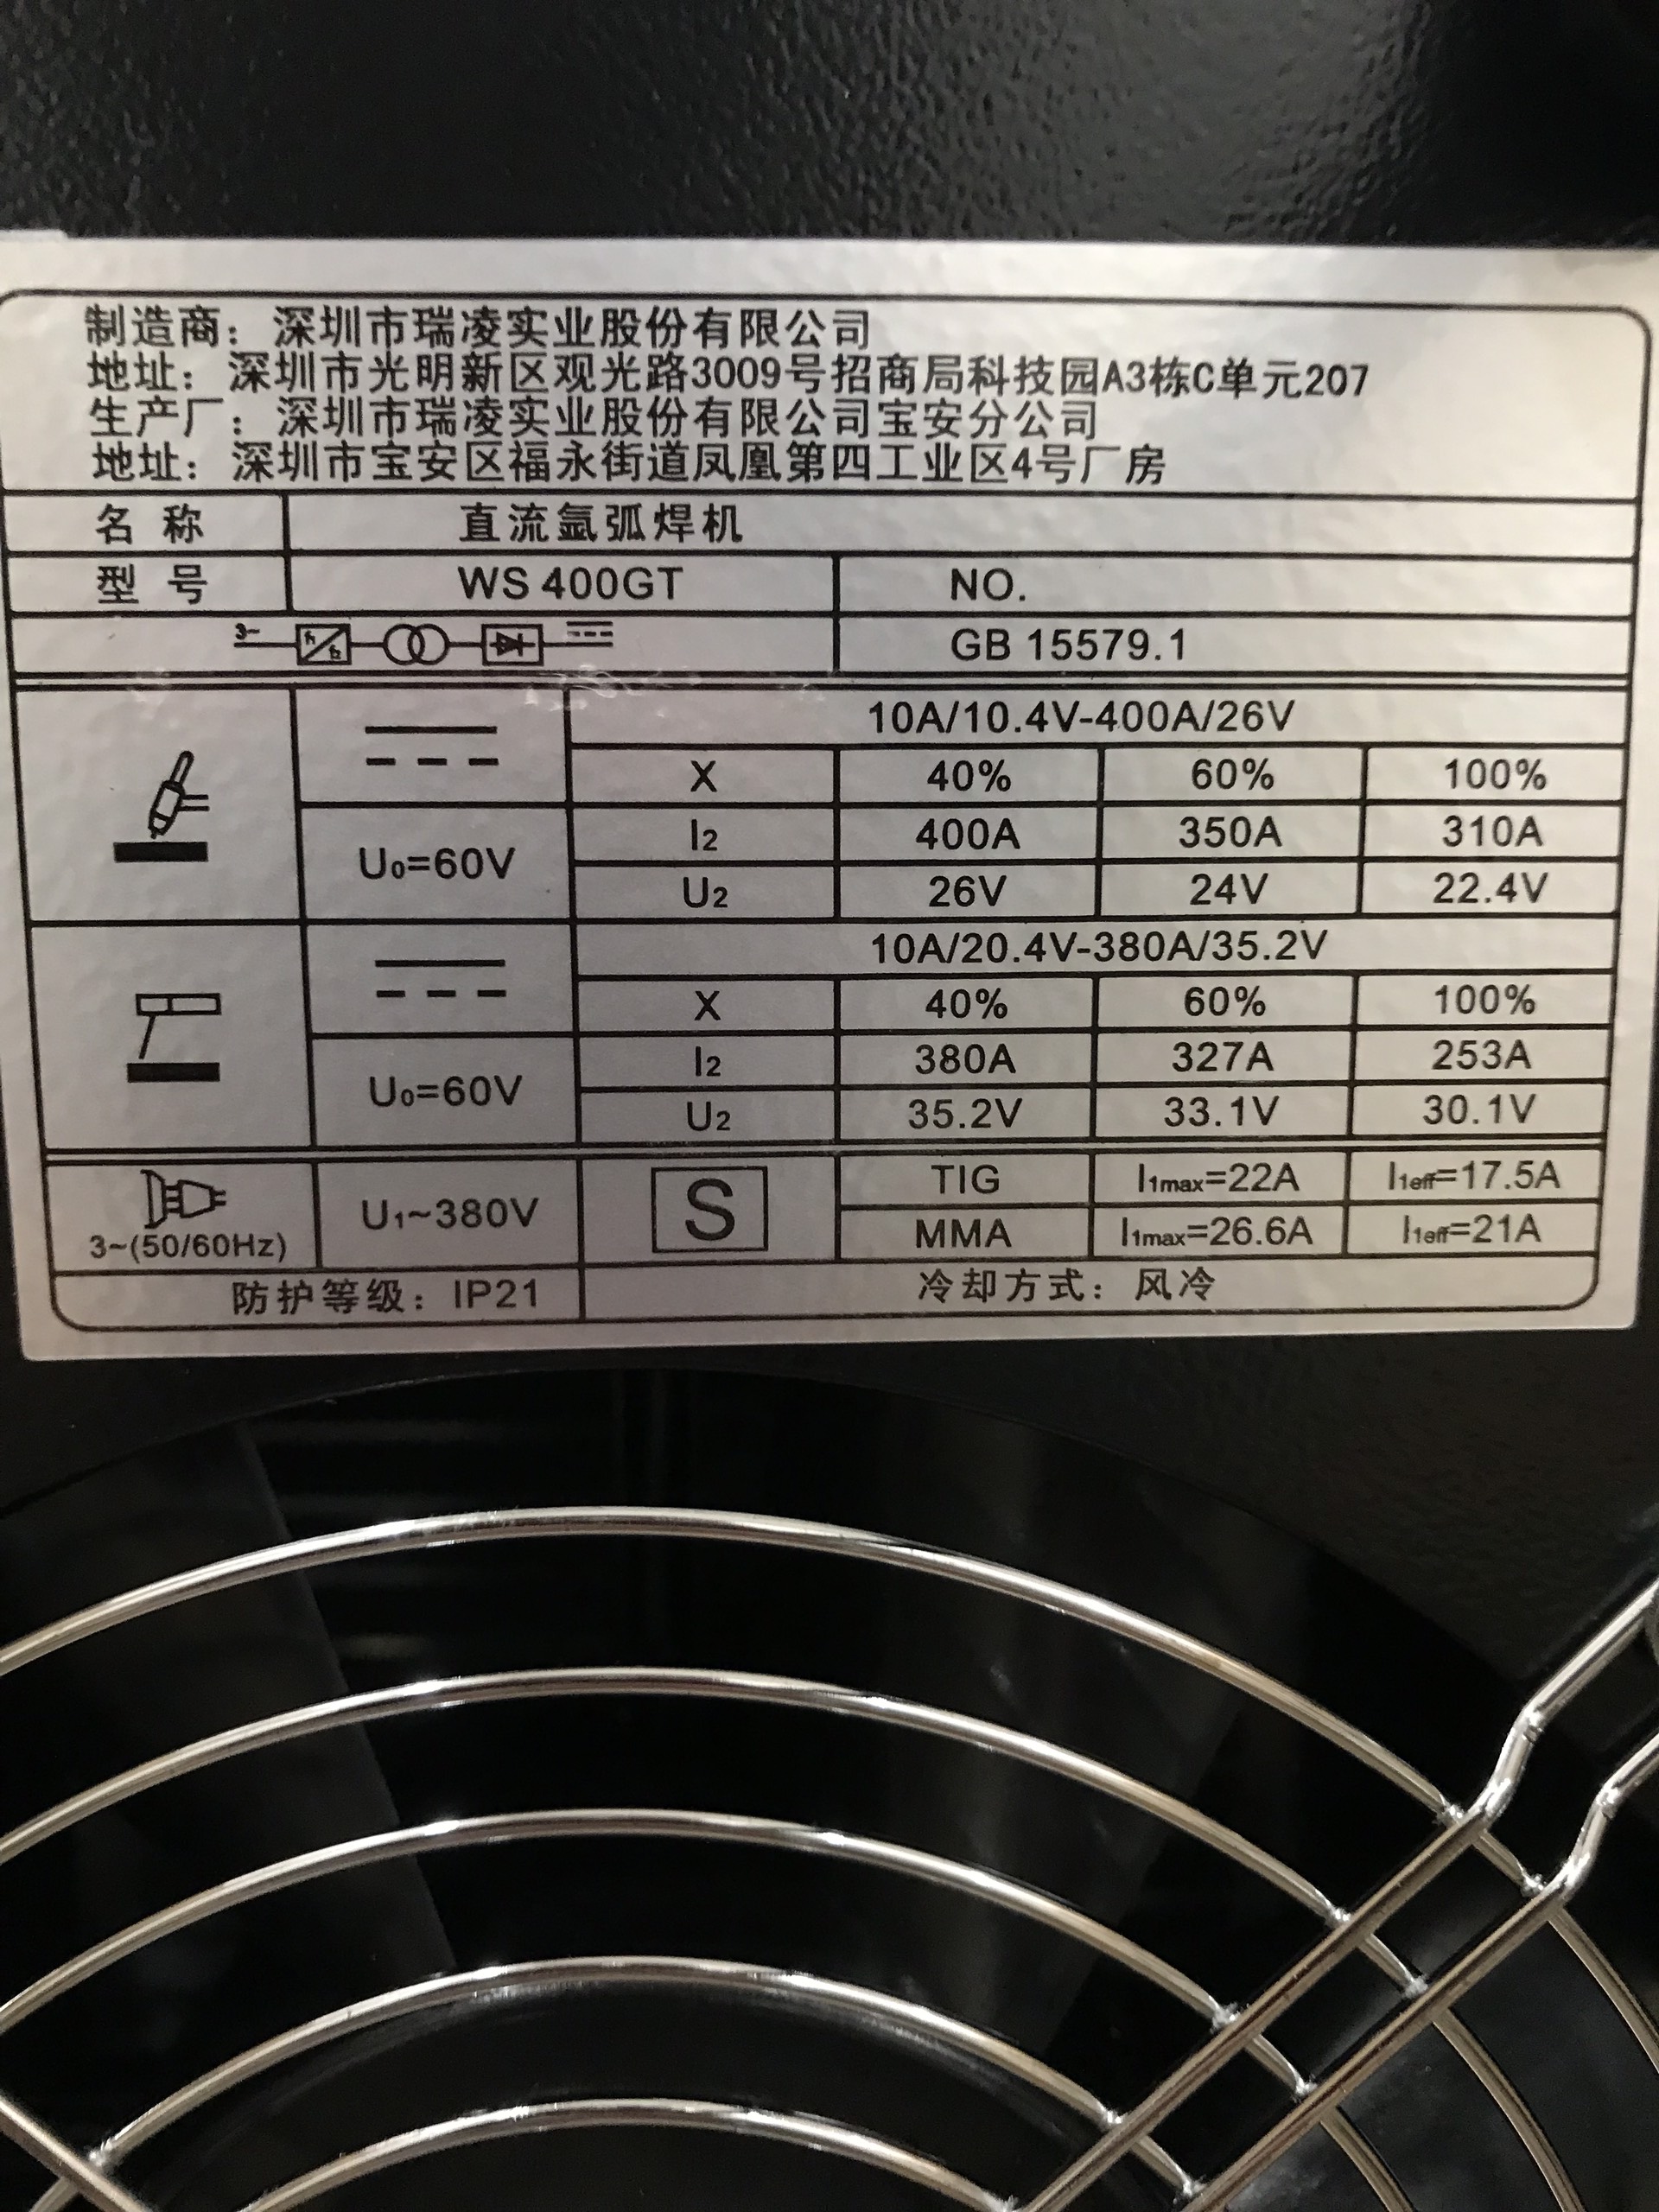 制造商：深圳市瑞凌实业股份有限公司
地址：深圳市光明新区观光路3009号招商局科技园A3栋C单元207
生产厂：深圳市瑞凌实业股份有限公司宝安分公司
地址：深圳市宝安区福永街道凤凰第四工业区4号厂房
名 称 直流氩弧焊机
型 号 WS 400GT NO.
3~ f1 f2 GB 15579.1
10A/10.4V-400A/26V
X 40% 60% 100%
U0=60V I2 400A 350A 310A
U2 26V 24V 22.4V
10A/20.4V-380A/35.2V
X 40% 60% 100%
U0=60V I2 380A 327A 253A
U2 35.2V 33.1V 30.1V
3~(50/60Hz) U1~380V S TIG I1max=22A I1eff=17.5A
MMA I1max=26.6A I1eff=21A
防护等级：IP21 冷却方式：风冷